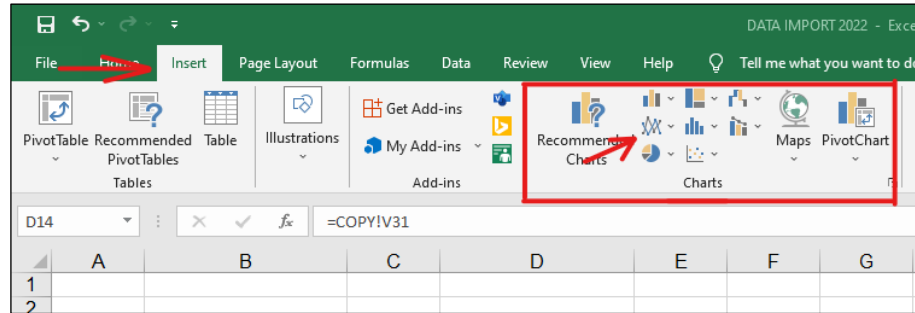 DATA IMPORT 2022 - Exce
File Home Insert Page Layout Formulas Data Review View Help Tell me what you want to d
PivotTable Recommended PivotTables Table Illustrations
Get Add-ins
My Add-ins
Recommended Charts Maps PivotChart
Tables Add-ins Charts
D14 fx =COPY!V31
A B C D E F G
1
2